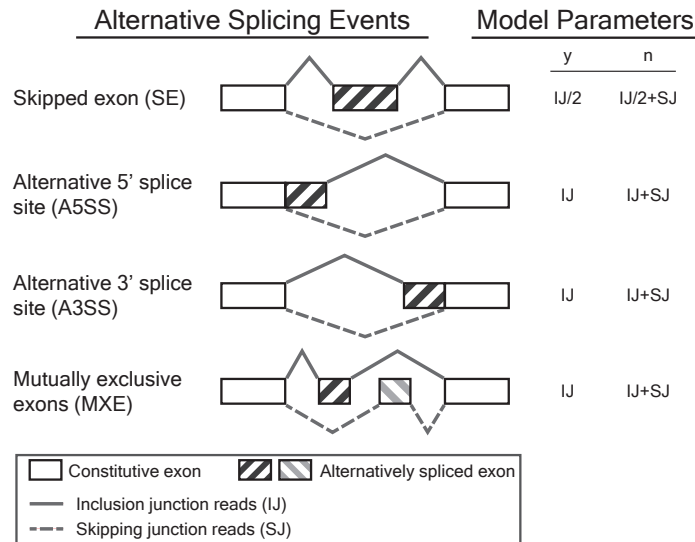 Alternative Splicing Events Model Parameters
y n
Skipped exon (SE) IJ/2 IJ/2+SJ
Alternative 5’ splice
site (A5SS) IJ IJ+SJ
Alternative 3’ splice
site (A3SS) IJ IJ+SJ
Mutually exclusive
exons (MXE) IJ IJ+SJ
Constitutive exon Alternatively spliced exon
Inclusion junction reads (IJ)
Skipping junction reads (SJ)